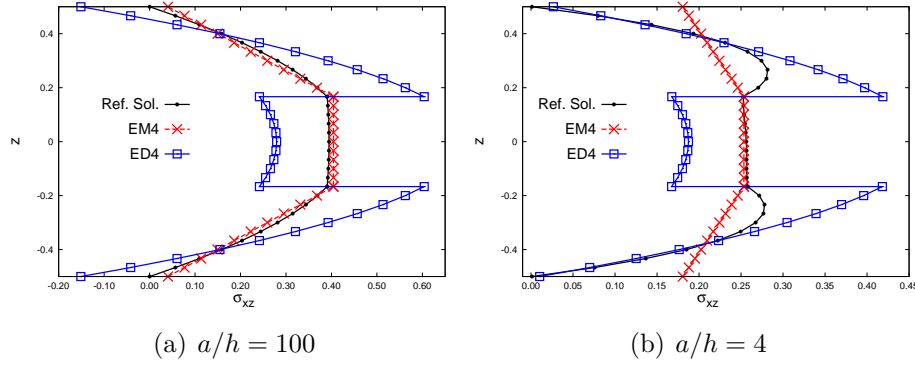 0.4
0.2
0
-0.2
-0.4
z
Ref. Sol.
EM4
ED4
-0.20 -0.10 0.00 0.10 0.20 0.30 0.40 0.50 0.60
σxz
(a) a/h = 100
0.4
0.2
0
-0.2
-0.4
z
Ref. Sol.
EM4
ED4
0.00 0.05 0.10 0.15 0.20 0.25 0.30 0.35 0.40 0.45
σxz
(b) a/h = 4